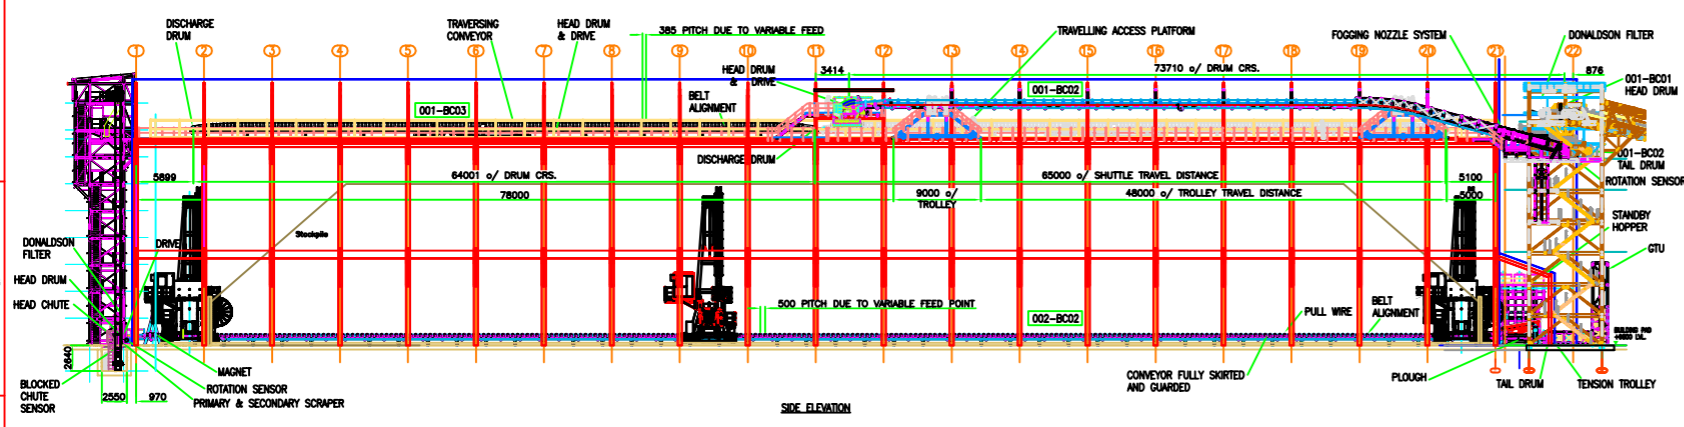 DISCHARGE
DRUM
TRAVERSING
CONVEYOR
HEAD DRUM
& DRIVE
385 PITCH DUE TO VARIABLE FEED
TRAVELLING ACCESS PLATFORM
FOGGING NOZZLE SYSTEM
DONALDSON FILTER
1 2 3 4 5 6 7 8 9 10 11 12 13 14 15 16 17 18 19 20 21 22
HEAD DRUM
& DRIVE
3414
73710 o/ DRUM CRS.
876
001-BC01
HEAD DRUM
001-BC03
BELT
ALIGNMENT
001-BC02
DISCHARGE DRUM
001-BC02
TAIL DRUM
ROTATION SENSOR
5899
64001 o/ DRUM CRS.
65000 o/ SHUTTLE TRAVEL DISTANCE
5100
78000
9000 o/
TROLLEY
48000 o/ TROLLEY TRAVEL DISTANCE
5000
STANDBY
HOPPER
Stockpile
DONALDSON
FILTER
DRIVE
GTU
HEAD DRUM
HEAD CHUTE
500 PITCH DUE TO VARIABLE FEED POINT
002-BC02
PULL WIRE
BELT
ALIGNMENT
BUILDING PAD
2640
MAGNET
ROTATION SENSOR
PRIMARY & SECONDARY SCRAPER
BLOCKED
CHUTE
SENSOR
2550
970
CONVEYOR FULLY SKIRTED
AND GUARDED
PLOUGH
TAIL DRUM
TENSION TROLLEY
SIDE ELEVATION